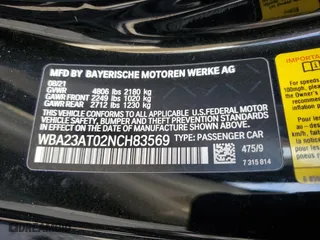 MFD BY BAYERISCHE MOTOREN WERKE AG
08/21
GVWR 4806 lbs 2180 kg
GAWR FRONT 2249 lbs 1020 kg
GAWR REAR 2712 lbs 1230 kg
THIS VEHICLE CONFORMS TO ALL APPLICABLE U.S. FEDERAL MOTOR
VEHICLE SAFETY, BUMPER, AND THEFT PREVENTION STANDARDS
IN EFFECT ON THE DATE OF MANUFACTURE SHOWN ABOVE.
WBA23AT02NCH83569 TYPE: PASSENGER CAR
475/9
7 315 814